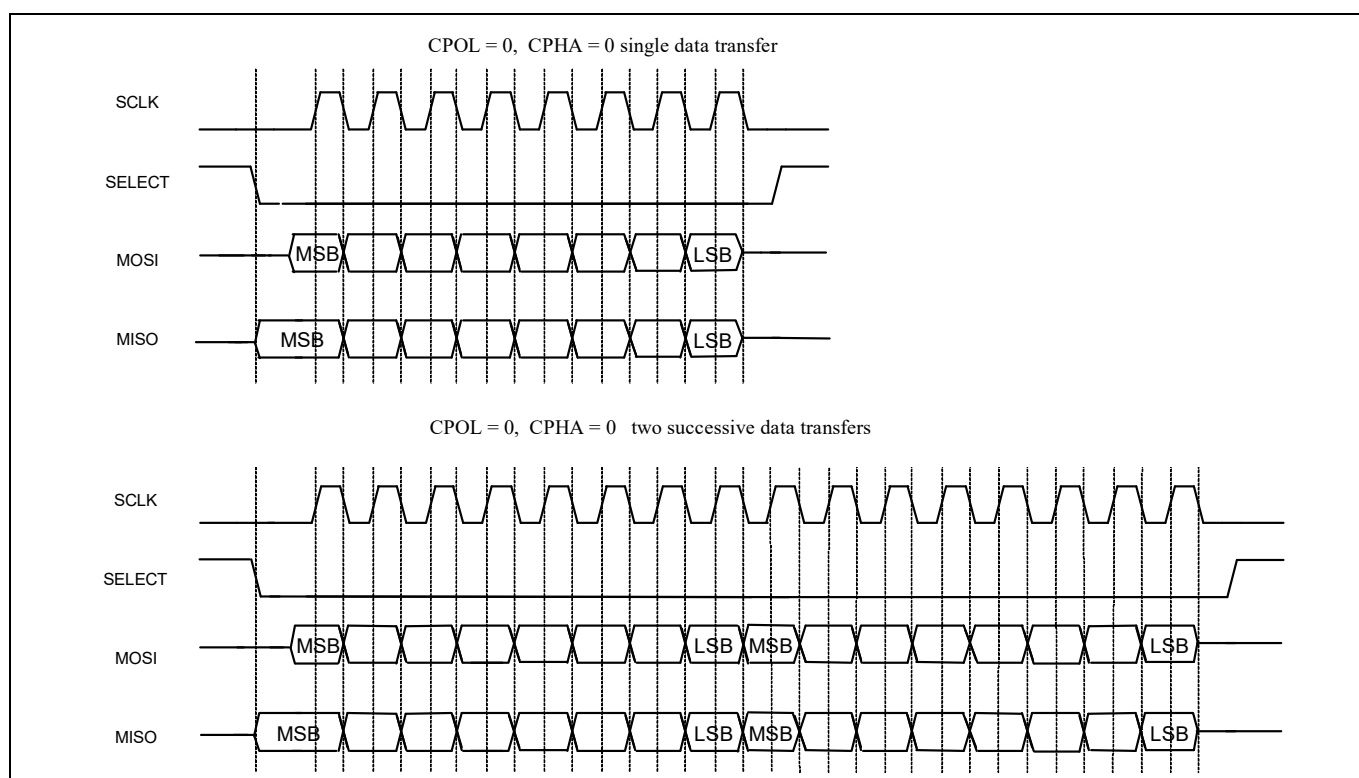 CPOL = 0, CPHA = 0 single data transfer
SCLK
SELECT
MOSI
MSB
LSB
MISO
MSB
LSB
CPOL = 0, CPHA = 0 two successive data transfers
SCLK
SELECT
MOSI
MSB
LSB
MSB
LSB
MISO
MSB
LSB
MSB
LSB